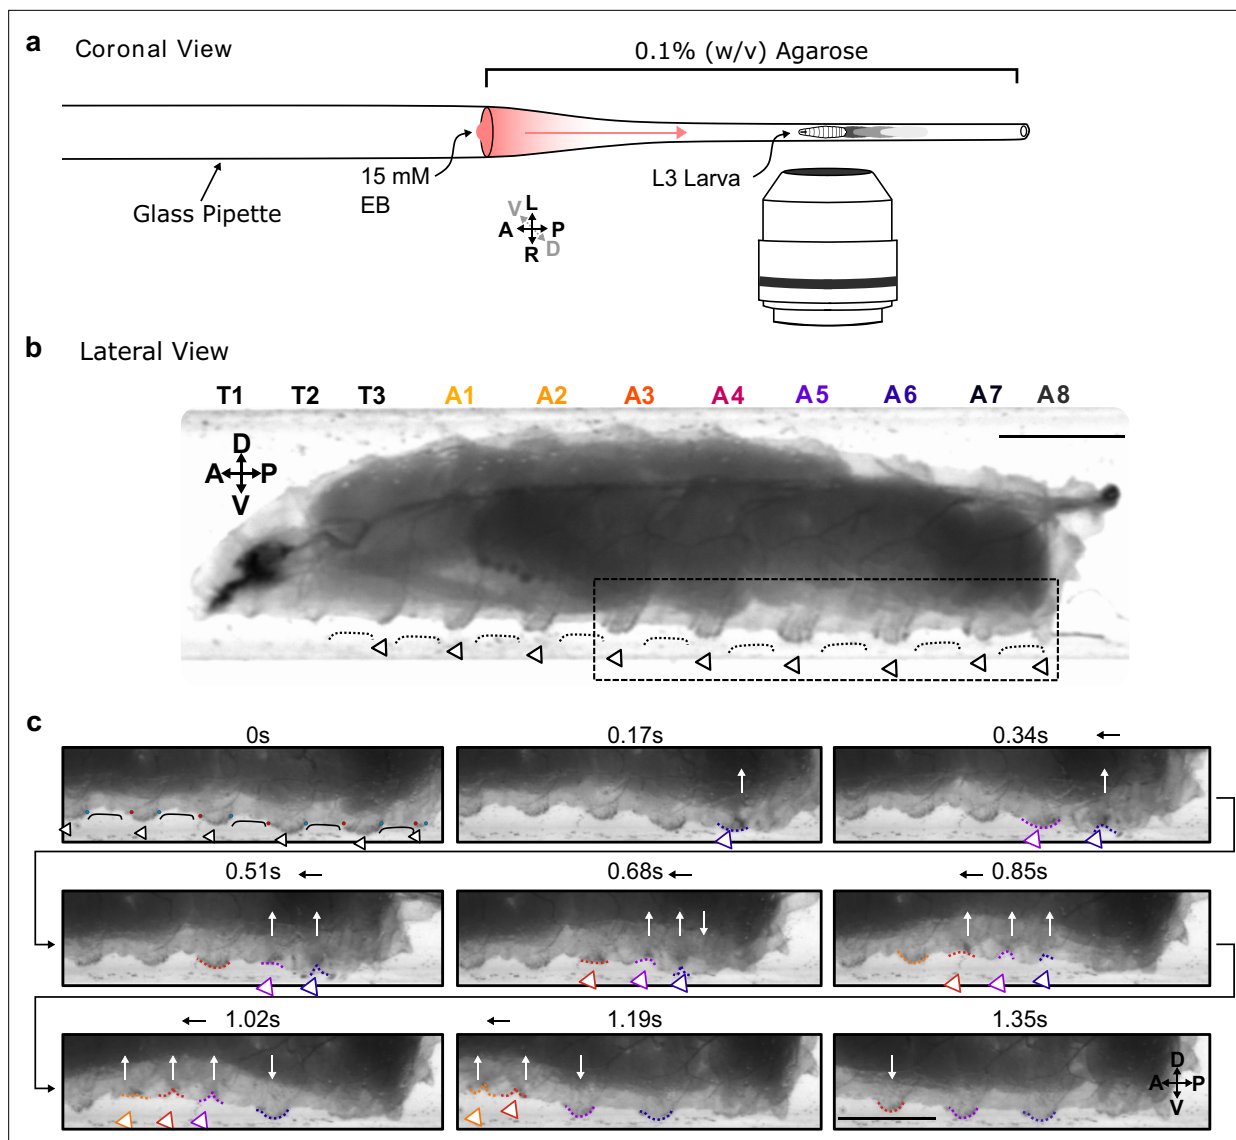 a Coronal View
0.1% (w/v) Agarose
15 mM
EB
L3 Larva
Glass Pipette
V L
A P
R D
b Lateral View
T1 T2 T3 A1 A2 A3 A4 A5 A6 A7 A8
D
A P
V
c
0s 0.17s 0.34s
0.51s 0.68s 0.85s
1.02s 1.19s 1.35s
D
A P
V